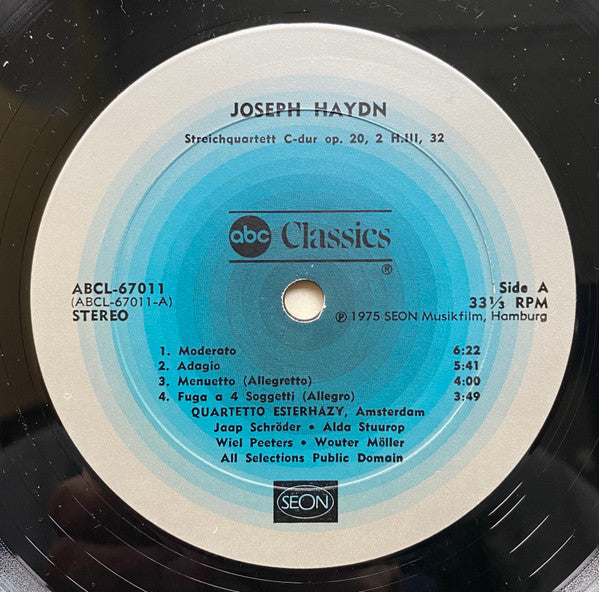 JOSEPH HAYDN
Streichquartett C-dur op. 20, 2 H.III, 32
abc Classics ®
ABCL-67011
(ABCL-67011-A)
STEREO
Side A
33⅓ RPM
℗ 1975 SEON Musikfilm, Hamburg
1. Moderato 6:22
2. Adagio 5:41
3. Menuetto (Allegretto) 4:00
4. Fuga a 4 Soggetti (Allegro) 3:49
QUARTETTO ESTERHAZY, Amsterdam
Jaap Schröder • Alda Stuurop
Wiel Peeters • Wouter Möller
All Selections Public Domain
SËON